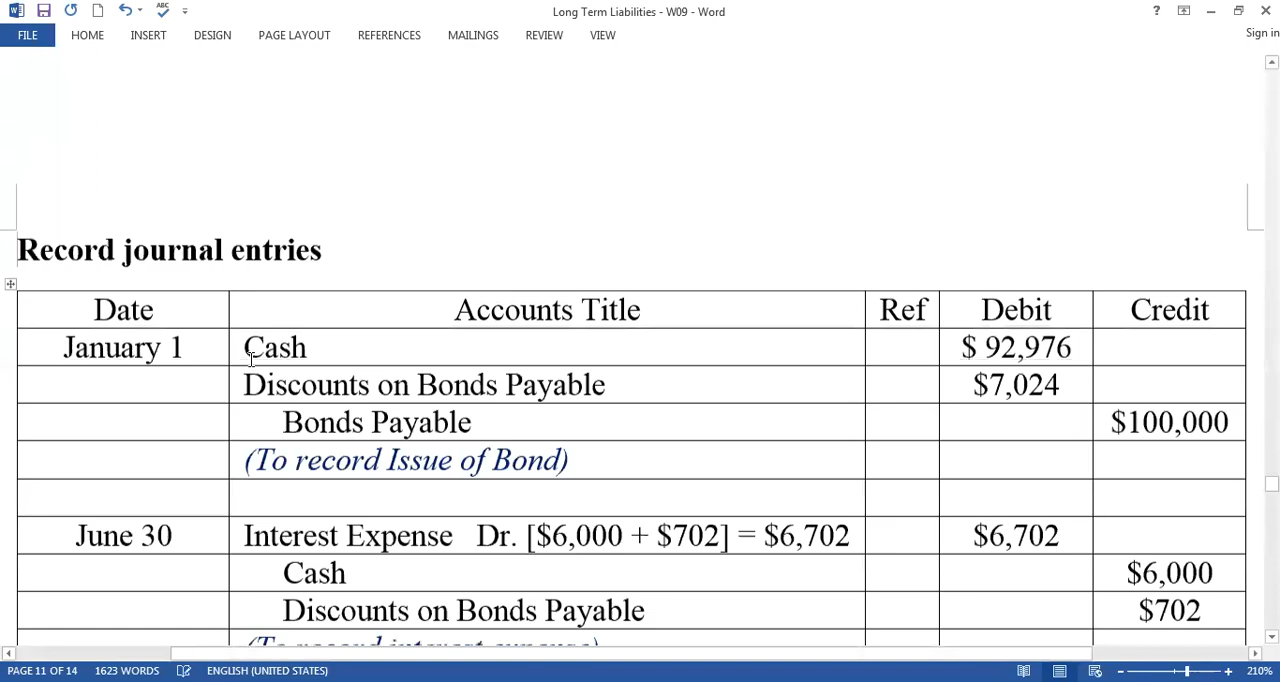 Long Term Liabilities - W09 - Word
Sign in
FILE HOME INSERT DESIGN PAGE LAYOUT REFERENCES MAILINGS REVIEW VIEW
Record journal entries
Date Accounts Title Ref Debit Credit
January 1 Cash $ 92,976
Discounts on Bonds Payable $7,024
Bonds Payable $100,000
(To record Issue of Bond)
June 30 Interest Expense Dr. [$6,000 + $702] = $6,702 $6,702
Cash $6,000
Discounts on Bonds Payable $702
(To record interest expense)
PAGE 11 OF 14 1623 WORDS ENGLISH (UNITED STATES) 210%